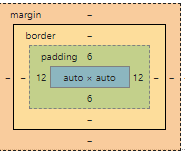 margin –
border –
padding 6
– – 12 auto × auto 12 – –
6
–
–